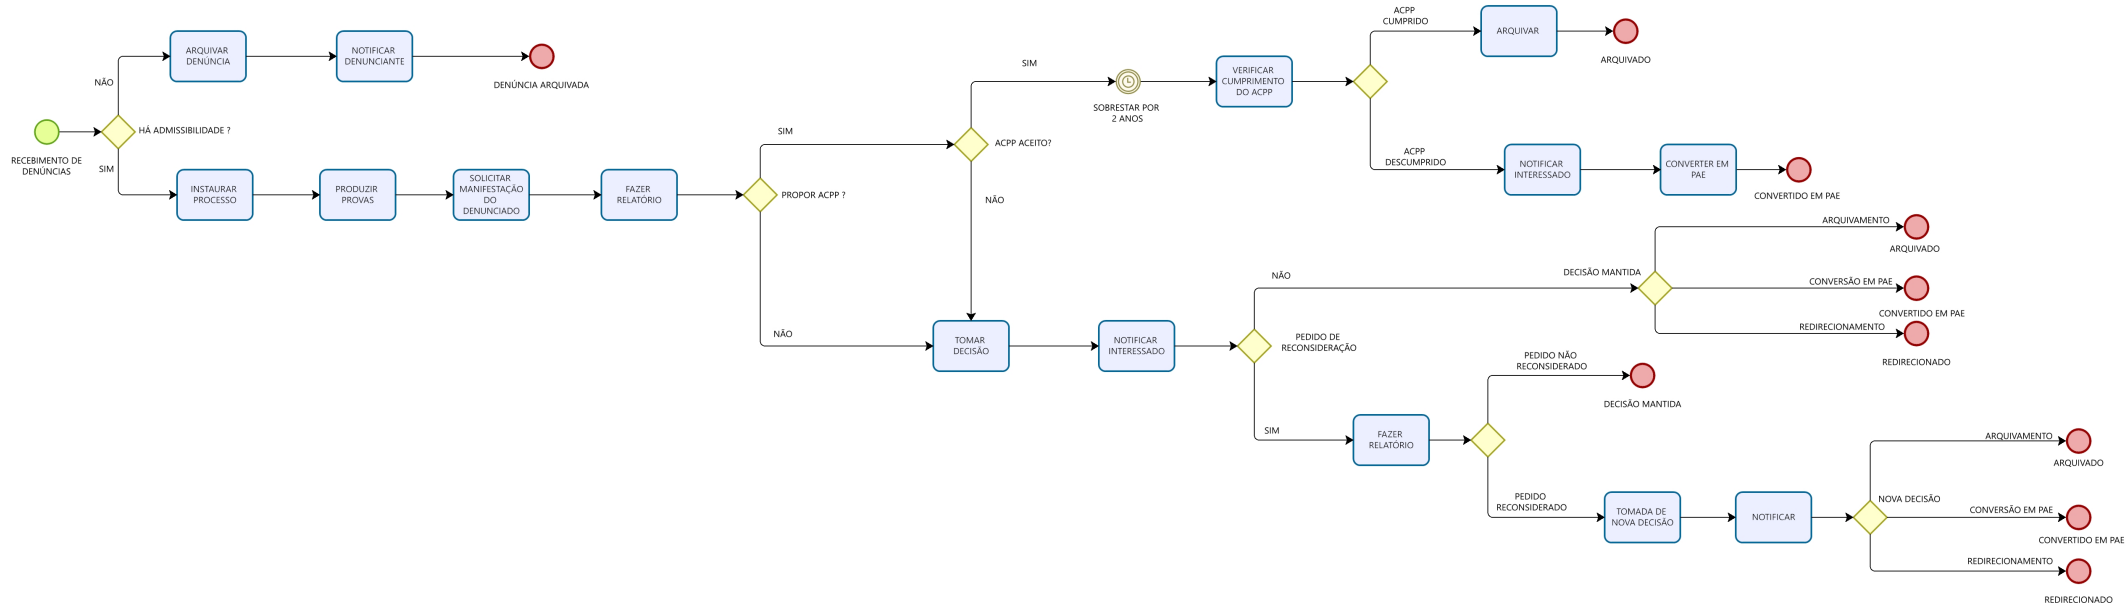 ARQUIVAR
DENÚNCIA
NOTIFICAR
DENUNCIANTE
DENÚNCIA ARQUIVADA
NÃO
HÁ ADMISSIBILIDADE ?
RECEBIMENTO DE
DENÚNCIAS
SIM
INSTAURAR
PROCESSO
PRODUZIR
PROVAS
SOLICITAR
MANIFESTAÇÃO
DO
DENUNCIADO
FAZER
RELATÓRIO
PROPOR ACPP ?
SIM
NÃO
ACPP ACEITO?
SIM
NÃO
SOBRESTAR POR
2 ANOS
VERIFICAR
CUMPRIMENTO
DO ACPP
ACPP
CUMPRIDO
ARQUIVAR
ARQUIVADO
ACPP
DESCUMPRIDO
NOTIFICAR
INTERESSADO
CONVERTER EM
PAE
CONVERTIDO EM PAE
TOMAR
DECISÃO
NOTIFICAR
INTERESSADO
PEDIDO DE
RECONSIDERAÇÃO
NÃO
DECISÃO MANTIDA
ARQUIVAMENTO
ARQUIVADO
CONVERSÃO EM PAE
CONVERTIDO EM PAE
REDIRECIONAMENTO
REDIRECIONADO
SIM
FAZER
RELATÓRIO
PEDIDO NÃO
RECONSIDERADO
DECISÃO MANTIDA
PEDIDO
RECONSIDERADO
TOMADA DE
NOVA DECISÃO
NOTIFICAR
NOVA DECISÃO
ARQUIVAMENTO
ARQUIVADO
CONVERSÃO EM PAE
CONVERTIDO EM PAE
REDIRECIONAMENTO
REDIRECIONADO